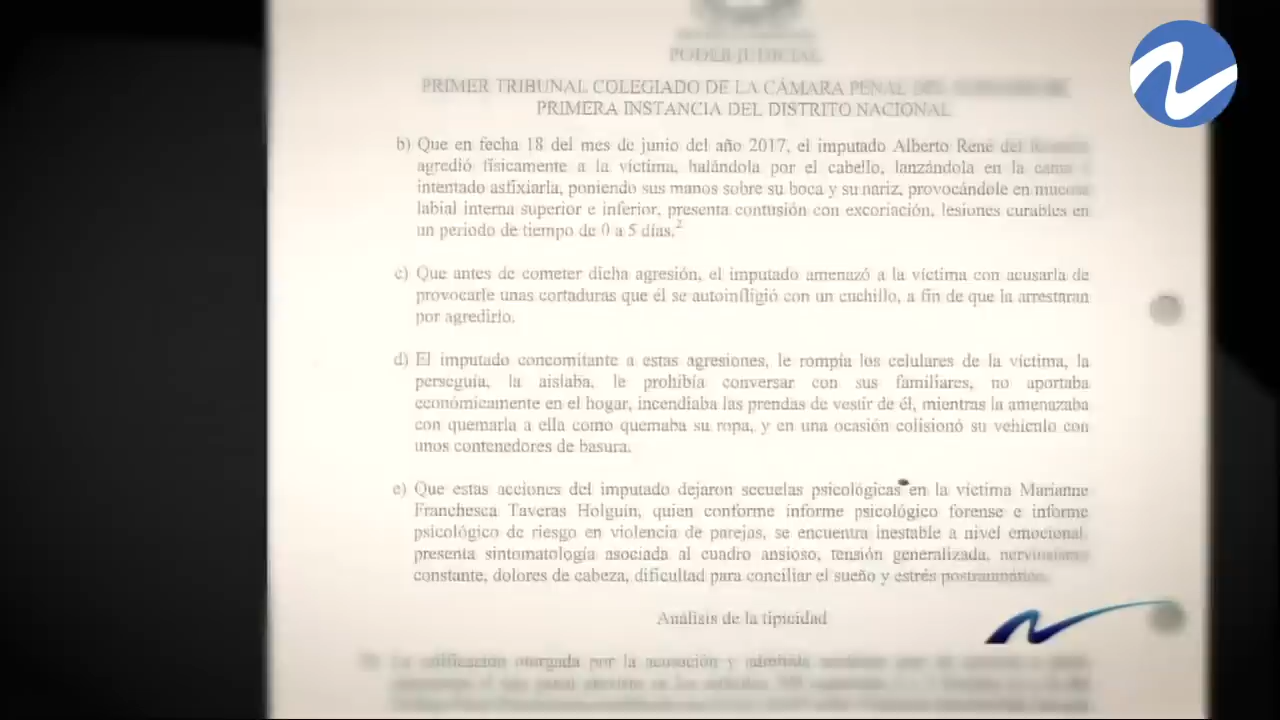 PODER JUDICIAL
PRIMER TRIBUNAL COLEGIADO DE LA CÁMARA PENAL DEL
PRIMERA INSTANCIA DEL DISTRITO NACIONAL
b) Que en fecha 18 del mes de junio del año 2017, el imputado Alberto René del
agredió físicamente a la víctima, halándola por el cabello, lanzándola en la cama
intentado asfixiarla, poniendo sus manos sobre su boca y su nariz, provocándole en mucosa
labial interna superior e inferior, presenta contusión con excoriación, lesiones curables en
un periodo de tiempo de 0 a 5 días.²
c) Que antes de cometer dicha agresión, el imputado amenazó a la víctima con acusarla de
provocarle unas cortaduras que él se autoinfligió con un cuchillo, a fin de que la arrestaran
por agredirlo.
d) El imputado concomitante a estas agresiones, le rompía los celulares de la víctima, la
perseguía, la aislaba, le prohibía conversar con sus familiares, no aportaba
económicamente en el hogar, incendiaba las prendas de vestir de él, mientras la amenazaba
con quemarla a ella como quemaba su ropa, y en una ocasión colisionó su vehículo con
unos contenedores de basura.
e) Que estas acciones del imputado dejaron secuelas psicológicas en la víctima Marianne
Franchesca Taveras Holguín, quien conforme informe psicológico forense e informe
psicológico de riesgo en violencia de parejas, se encuentra inestable a nivel emocional,
presenta sintomatología asociada al cuadro ansioso, tensión generalizada, nerviosismo
constante, dolores de cabeza, dificultad para conciliar el sueño y estrés postraumático.
Análisis de la tipicidad
La calificación otorgada por la acusación y admitida